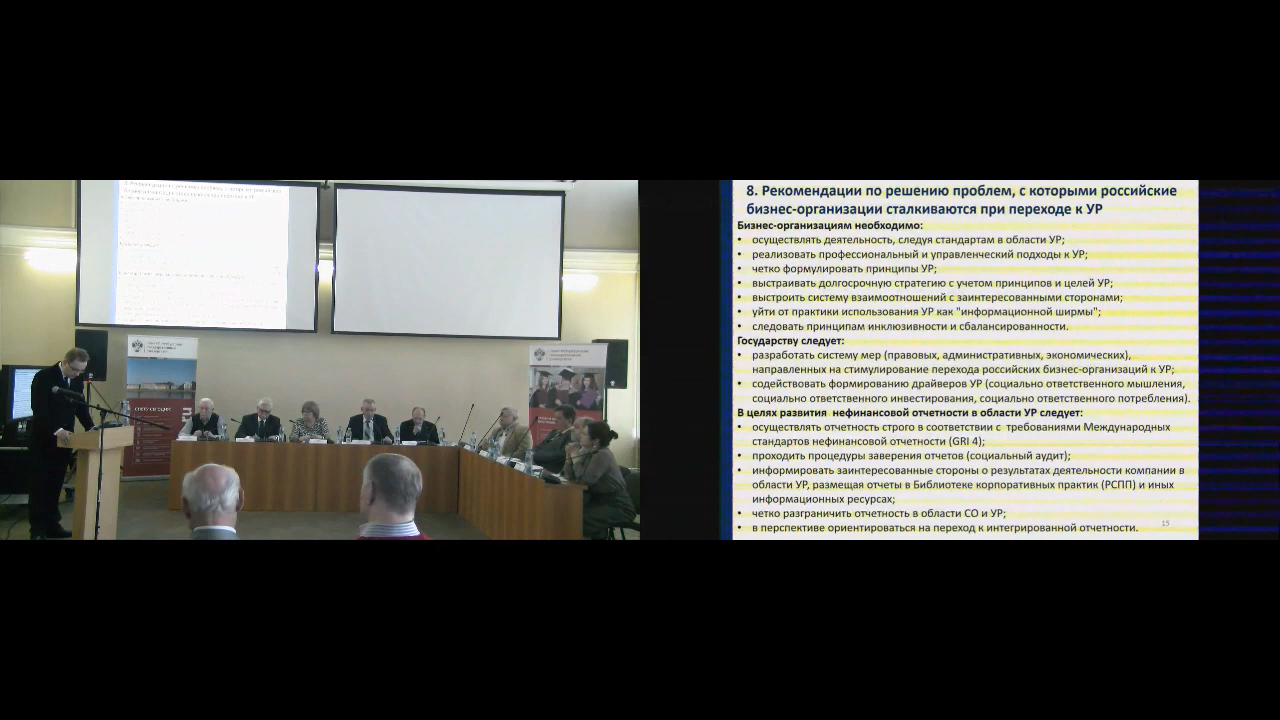 8. Рекомендации по решению проблем, с которыми российские
бизнес-организации сталкиваются при переходе к УР
Бизнес-организациям необходимо:
• осуществлять деятельность, следуя стандартам в области УР;
• реализовать профессиональный и управленческий подходы к УР;
• четко формулировать принципы УР;
• выстраивать долгосрочную стратегию с учетом принципов и целей УР;
• выстроить систему взаимоотношений с заинтересованными сторонами;
• уйти от практики использования УР как "информационной ширмы";
• следовать принципам инклюзивности и сбалансированности.
Государству следует:
• разработать систему мер (правовых, административных, экономических),
направленных на стимулирование перехода российских бизнес-организаций к УР;
• содействовать формированию драйверов УР (социально ответственного мышления,
социально ответственного инвестирования, социально ответственного потребления).
В целях развития нефинансовой отчетности в области УР следует:
• осуществлять отчетность строго в соответствии с требованиями Международных
стандартов нефинансовой отчетности (GRI 4);
• проходить процедуры заверения отчетов (социальный аудит);
• информировать заинтересованные стороны о результатах деятельности компании в
области УР, размещая отчеты в Библиотеке корпоративных практик (РСПП) и иных
информационных ресурсах;
• четко разграничить отчетность в области СО и УР;
• в перспективе ориентироваться на переход к интегрированной отчетности.
15